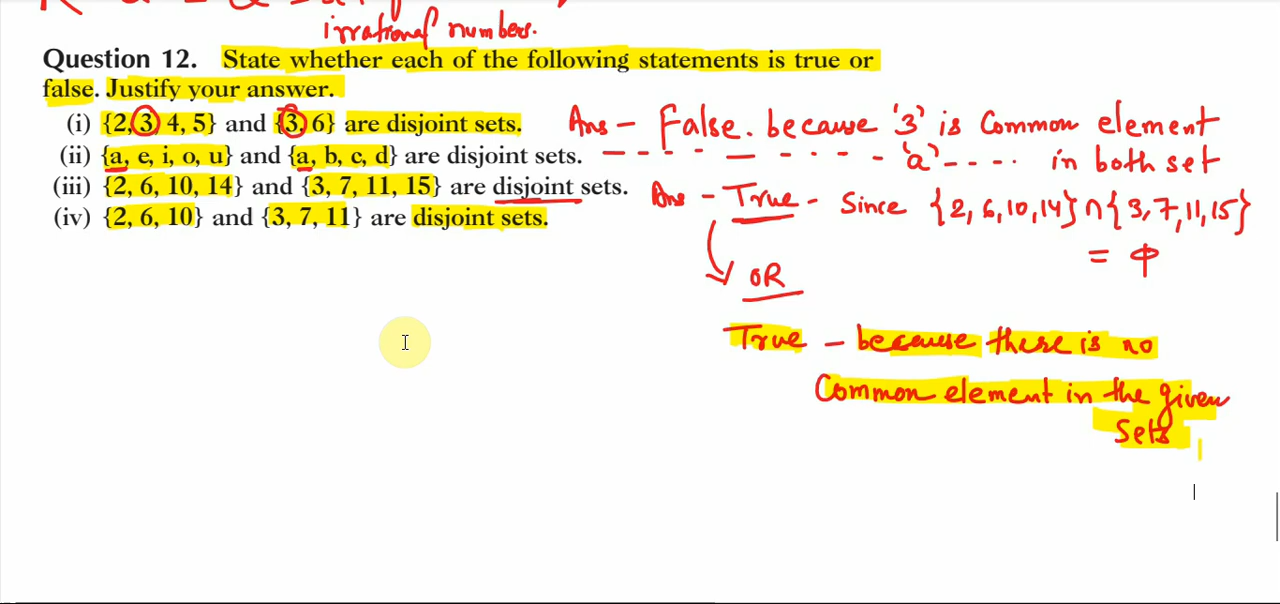 irrational numbers.
Question 12. State whether each of the following statements is true or
false. Justify your answer.
(i) {2, 3, 4, 5} and {3, 6} are disjoint sets. Ans - False. because '3' is Common element
(ii) {a, e, i, o, u} and {a, b, c, d} are disjoint sets. - - - - - - - - 'a' - - - - in both set
(iii) {2, 6, 10, 14} and {3, 7, 11, 15} are disjoint sets. Ans - True - Since {2, 6, 10, 14} ∩ {3, 7, 11, 15}
(iv) {2, 6, 10} and {3, 7, 11} are disjoint sets.
= ϕ
OR
True - because there is no
Common element in the given
sets